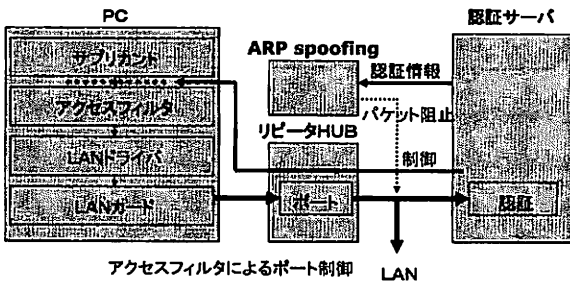 PC
サプリカント
アクセスフィルタ
LANドライバ
LANカード
ARP spoofing
リピータHUB
ポート
認証サーバ
認証情報
パケット阻止
制御
認証
アクセスフィルタによるポート制御
LAN